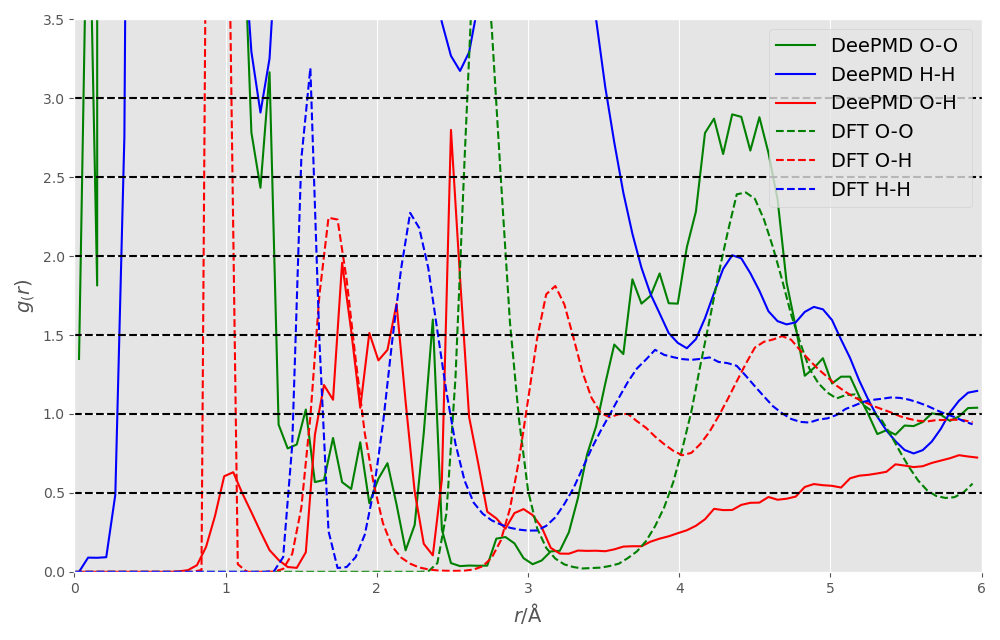 3.5
3.0
2.5
2.0
1.5
1.0
0.5
0.0
g(r)
DeePMD O-O
DeePMD H-H
DeePMD O-H
DFT O-O
DFT O-H
DFT H-H
0 1 2 3 4 5 6
r/Å